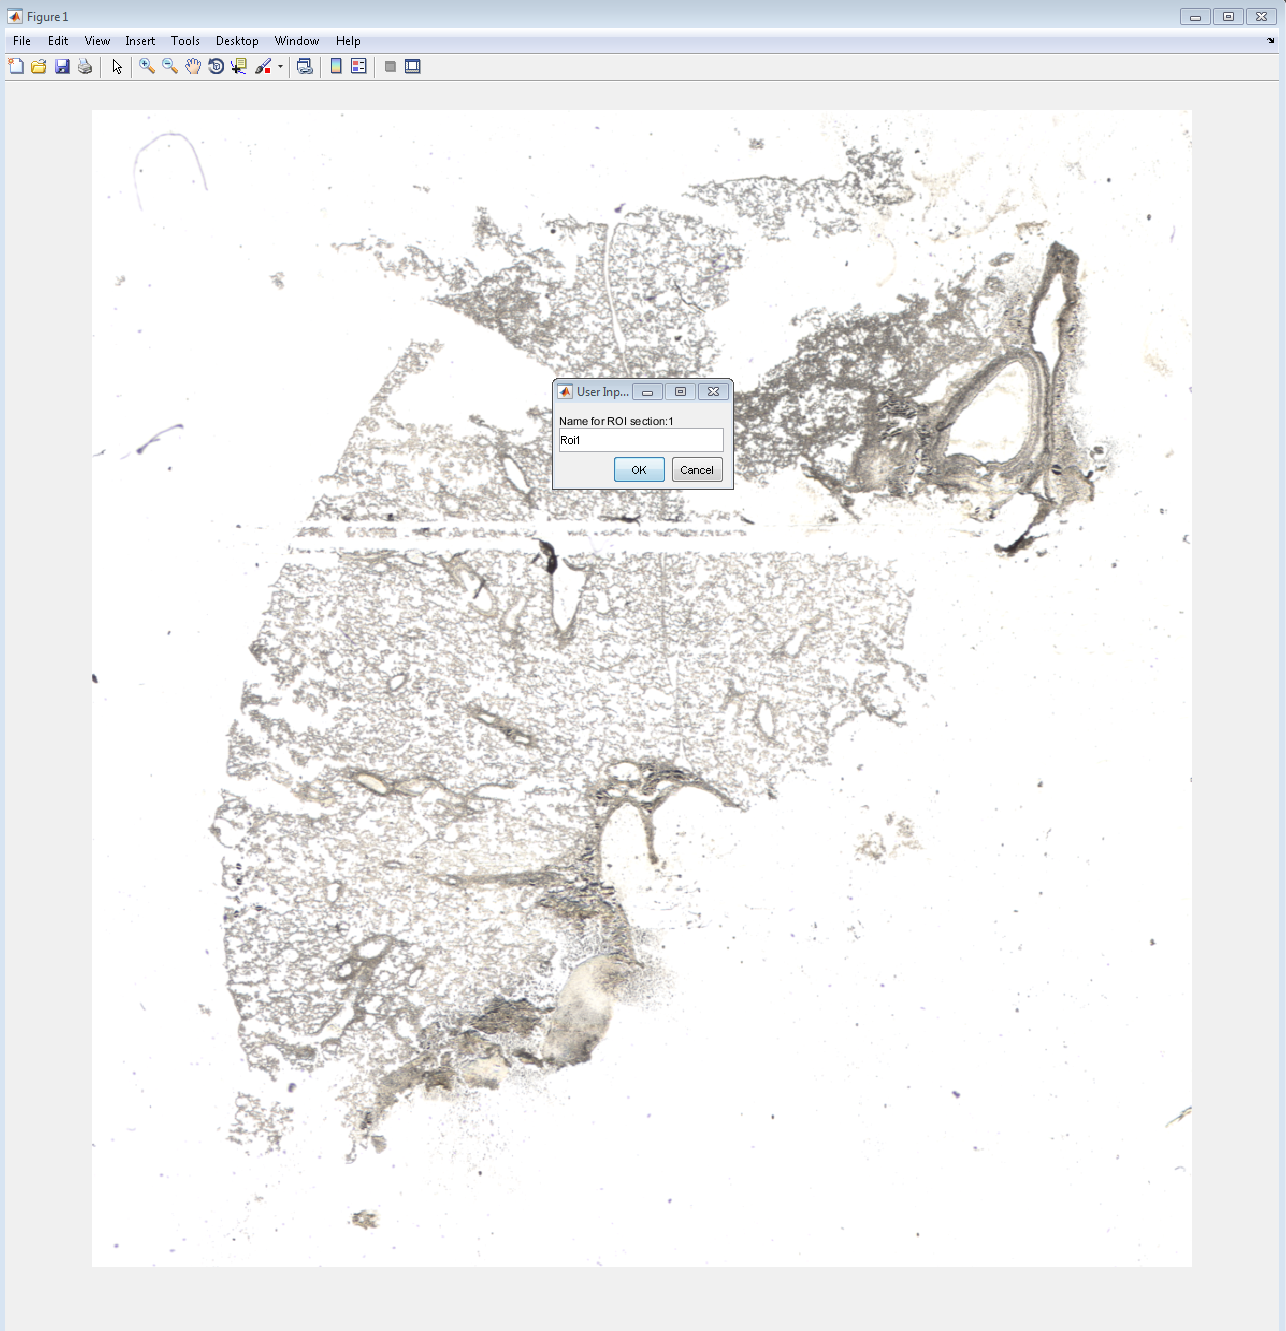 Figure 1
File Edit View Insert Tools Desktop Window Help
User Inp...
Name for ROI section:1
Roi1
OK Cancel